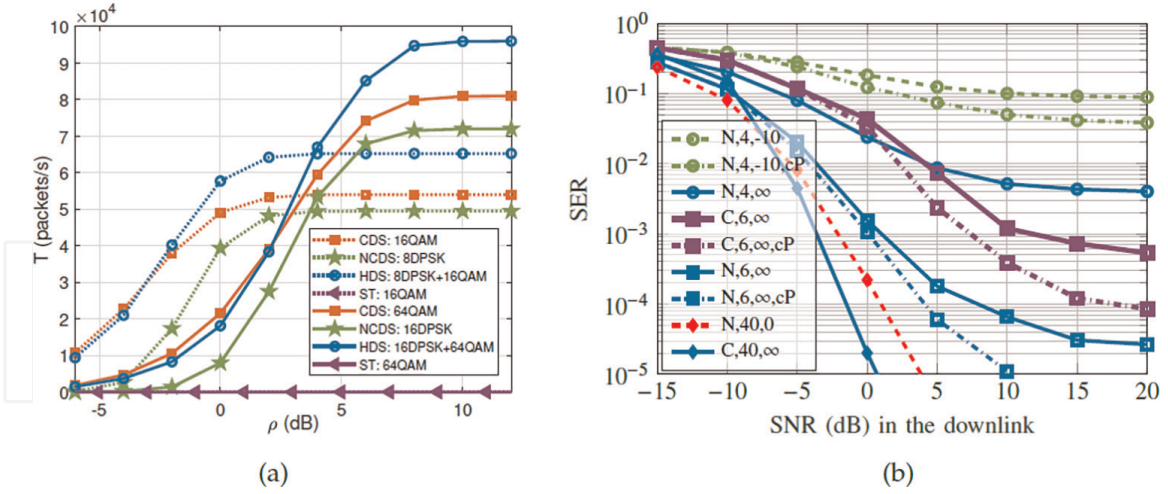 ×10⁴
10
9
8
7
6
5
4
3
2
1
0
T (packets/s)
-5
0
5
10
ρ (dB)
CDS: 16QAM
NCDS: 8DPSK
HDS: 8DPSK+16QAM
ST: 16QAM
CDS: 64QAM
NCDS: 16DPSK
HDS: 16DPSK+64QAM
ST: 64QAM
(a)
10⁰
10⁻¹
10⁻²
10⁻³
10⁻⁴
10⁻⁵
SER
N,4,-10
N,4,-10,cP
N,4,∞
C,6,∞
C,6,∞,cP
N,6,∞
N,6,∞,cP
N,40,0
C,40,∞
−15
−10
−5
0
5
10
15
20
SNR (dB) in the downlink
(b)